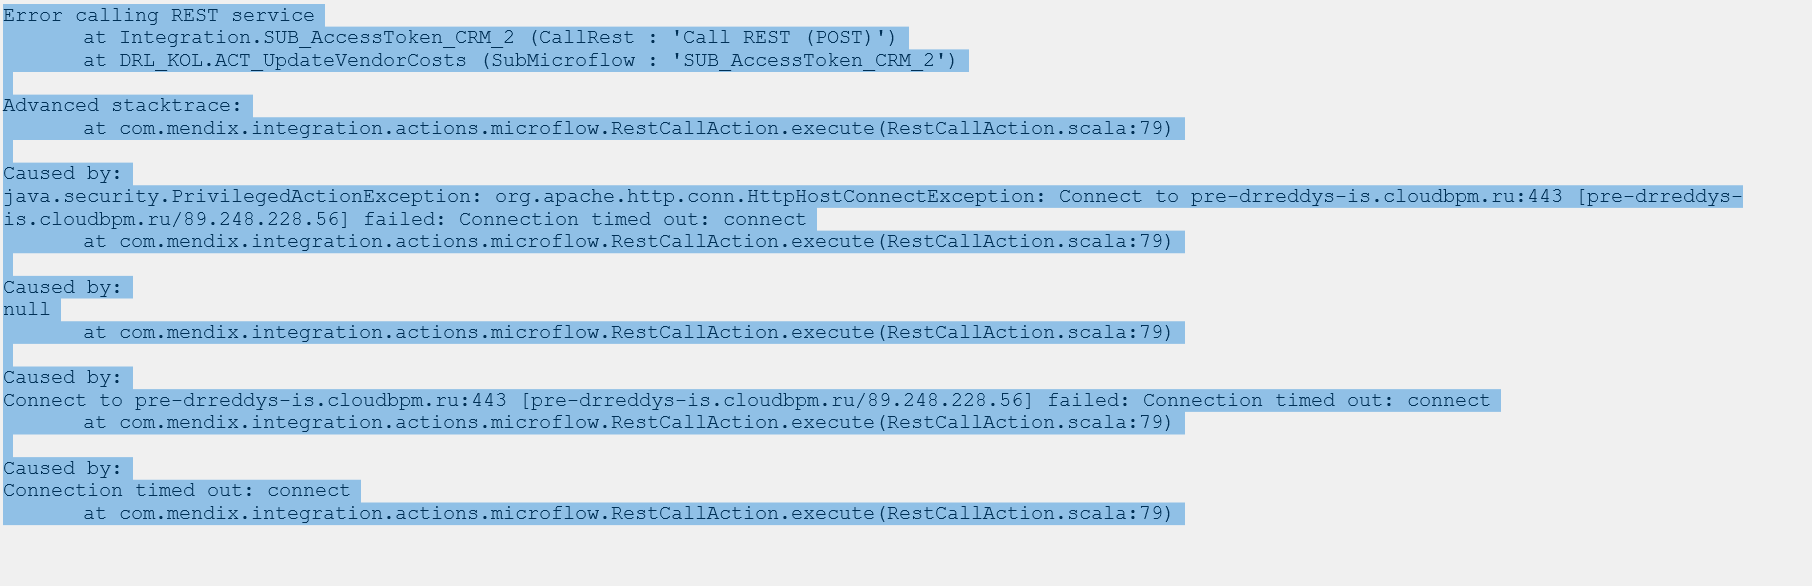 Error calling REST service
at Integration.SUB_AccessToken_CRM_2 (CallRest : 'Call REST (POST)')
at DRL_KOL.ACT_UpdateVendorCosts (SubMicroflow : 'SUB_AccessToken_CRM_2')
Advanced stacktrace:
at com.mendix.integration.actions.microflow.RestCallAction.execute(RestCallAction.scala:79)
Caused by:
java.security.PrivilegedActionException: org.apache.http.conn.HttpHostConnectException: Connect to pre-drreddys-is.cloudbpm.ru:443 [pre-drreddys-
is.cloudbpm.ru/89.248.228.56] failed: Connection timed out: connect
at com.mendix.integration.actions.microflow.RestCallAction.execute(RestCallAction.scala:79)
Caused by:
null
at com.mendix.integration.actions.microflow.RestCallAction.execute(RestCallAction.scala:79)
Caused by:
Connect to pre-drreddys-is.cloudbpm.ru:443 [pre-drreddys-is.cloudbpm.ru/89.248.228.56] failed: Connection timed out: connect
at com.mendix.integration.actions.microflow.RestCallAction.execute(RestCallAction.scala:79)
Caused by:
Connection timed out: connect
at com.mendix.integration.actions.microflow.RestCallAction.execute(RestCallAction.scala:79)